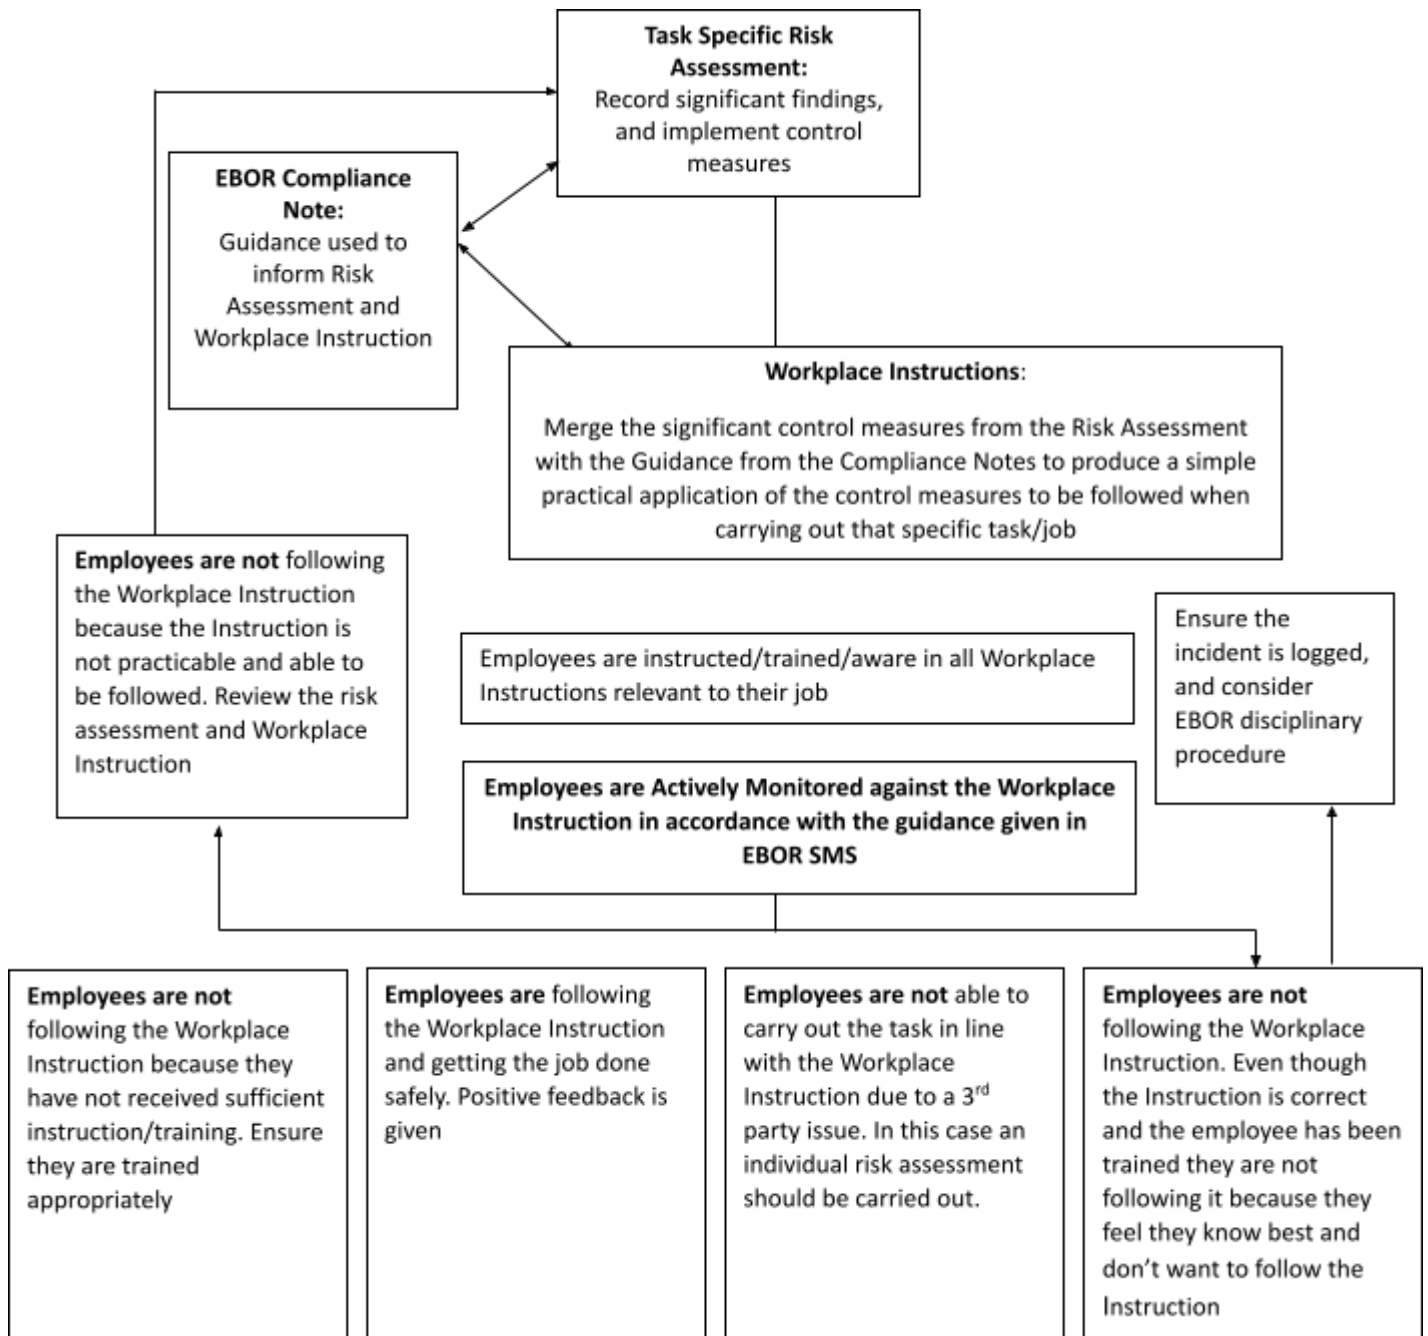 Task Specific Risk
Assessment:
Record significant findings,
and implement control
measures
EBOR Compliance
Note:
Guidance used to
inform Risk
Assessment and
Workplace Instruction
Workplace Instructions:
Merge the significant control measures from the Risk Assessment
with the Guidance from the Compliance Notes to produce a simple
practical application of the control measures to be followed when
carrying out that specific task/job
Employees are not following
the Workplace Instruction
because the Instruction is
not practicable and able to
be followed. Review the risk
assessment and Workplace
Instruction
Employees are instructed/trained/aware in all Workplace
Instructions relevant to their job
Ensure the
incident is logged,
and consider
EBOR disciplinary
procedure
Employees are Actively Monitored against the Workplace
Instruction in accordance with the guidance given in
EBOR SMS
Employees are not
following the Workplace
Instruction because they
have not received sufficient
instruction/training. Ensure
they are trained
appropriately
Employees are following
the Workplace Instruction
and getting the job done
safely. Positive feedback is
given
Employees are not able to
carry out the task in line
with the Workplace
Instruction due to a 3rd
party issue. In this case an
individual risk assessment
should be carried out.
Employees are not
following the Workplace
Instruction. Even though
the Instruction is correct
and the employee has been
trained they are not
following it because they
feel they know best and
don't want to follow the
Instruction